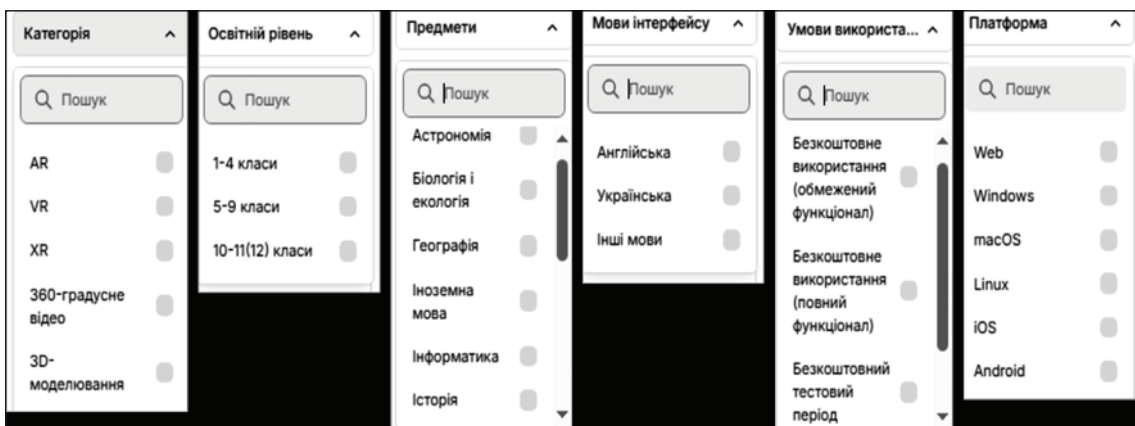 Категорія
Пошук
AR
VR
XR
360-градусне
відео
3D-
моделювання
Освітній рівень
Пошук
1-4 класи
5-9 класи
10-11(12) класи
Предмети
Пошук
Астрономія
Біологія і
екологія
Географія
Іноземна
мова
Інформатика
Історія
Мови інтерфейсу
Пошук
Англійська
Українська
Інші мови
Умови використа...
Пошук
Безкоштовне
використання
(обмежений
функціонал)
Безкоштовне
використання
(повний
функціонал)
Безкоштовний
тестовий
період
Платформа
Пошук
Web
Windows
macOS
Linux
iOS
Android